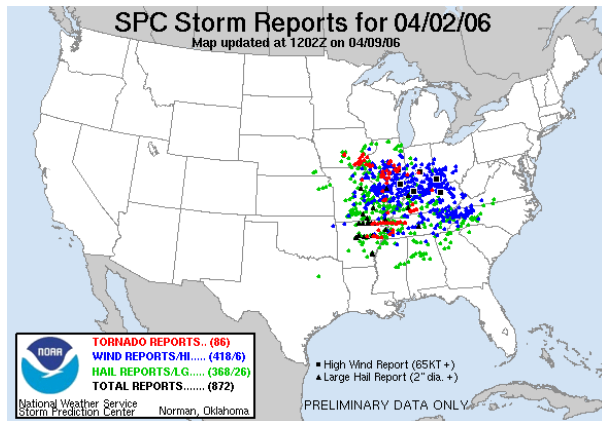 SPC Storm Reports for 04/02/06
Map updated at 1202Z on 04/09/06
TORNADO REPORTS.. (86)
WIND REPORTS/HI..... (418/6)
HAIL REPORTS/LG..... (368/26)
TOTAL REPORTS....... (872)
NOAA
National Weather Service
Storm Prediction Center Norman, Oklahoma
High Wind Report (65KT +)
Large Hail Report (2" dia. +)
PRELIMINARY DATA ONLY